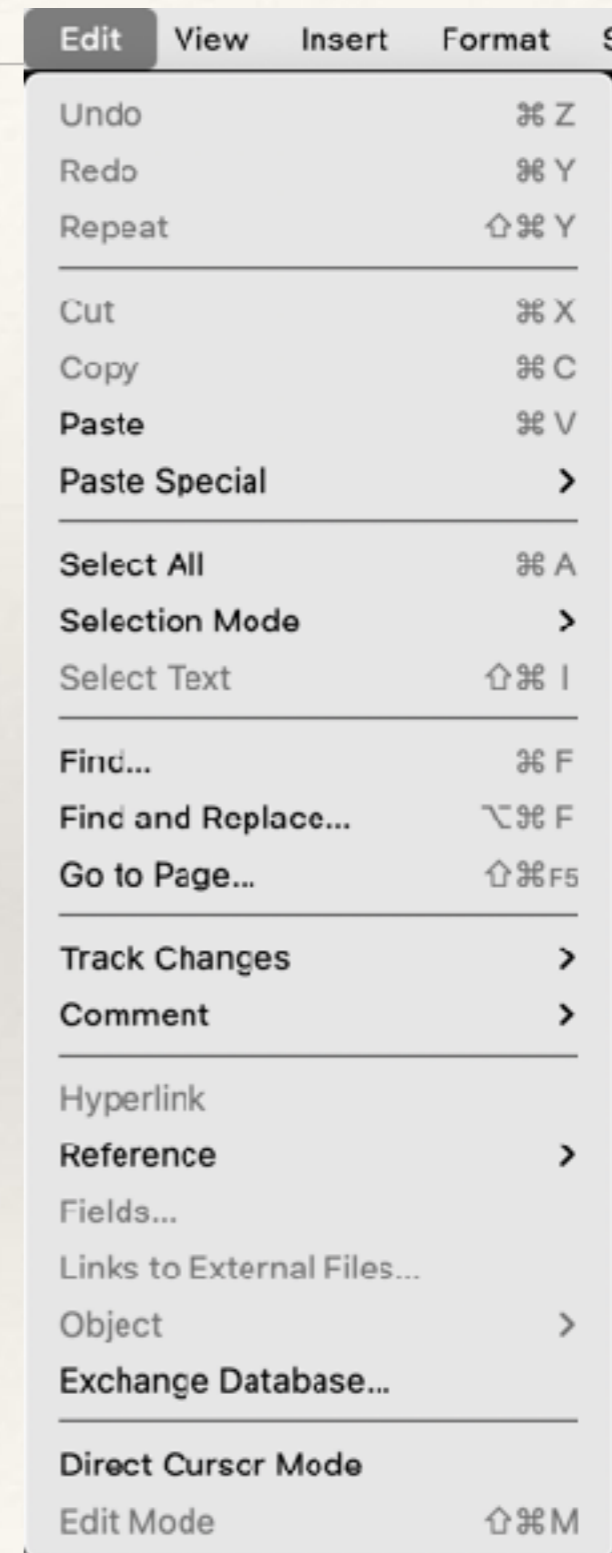 Edit View Insert Format S
Undo ⌘ Z
Redo ⌘ Y
Repeat ⇧⌘ Y
Cut ⌘ X
Copy ⌘ C
Paste ⌘ V
Paste Special >
Select All ⌘ A
Selection Mode >
Select Text ⇧⌘ I
Find... ⌘ F
Find and Replace... ⌥⌘ F
Go to Page... ⇧⌘F5
Track Changes >
Comment >
Hyperlink
Reference >
Fields...
Links to External Files...
Object >
Exchange Database...
Direct Cursor Mode
Edit Mode ⇧⌘M